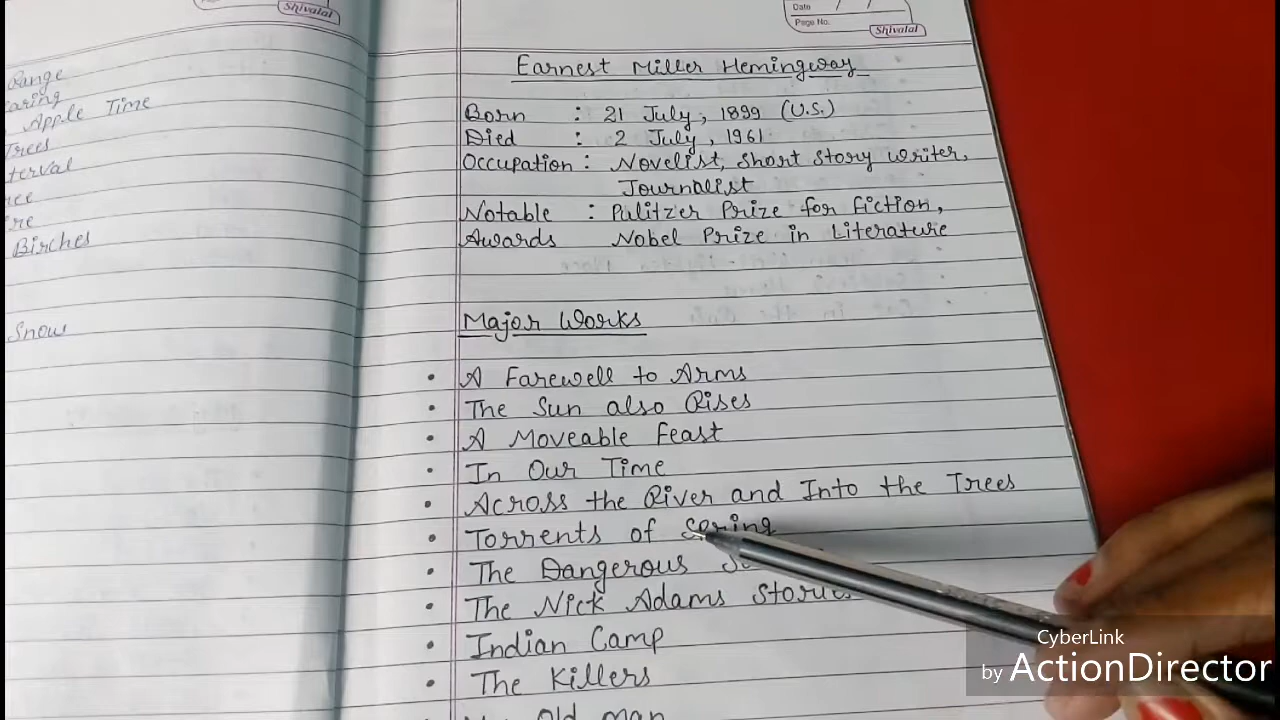 Shivalal
Date / /
Page No.
Shivalal
Range
Apple Time
Trees
Birches
Snow
Earnest Miller Hemingway
Born : 21 July, 1899 (U.S.)
Died : 2 July, 1961
Occupation : Novelist, Short Story writer,
Journalist
Notable : Pulitzer Prize for fiction,
Awards Nobel Prize in Literature
Major Works
• A Farewell to Arms
• The Sun also Rises
• A Moveable Feast
• In Our Time
• Across the River and Into the Trees
• Torrents of Spring
• The Dangerous
• The Nick Adams Stories
• Indian Camp
• The Killers
Old man
CyberLink
by ActionDirector